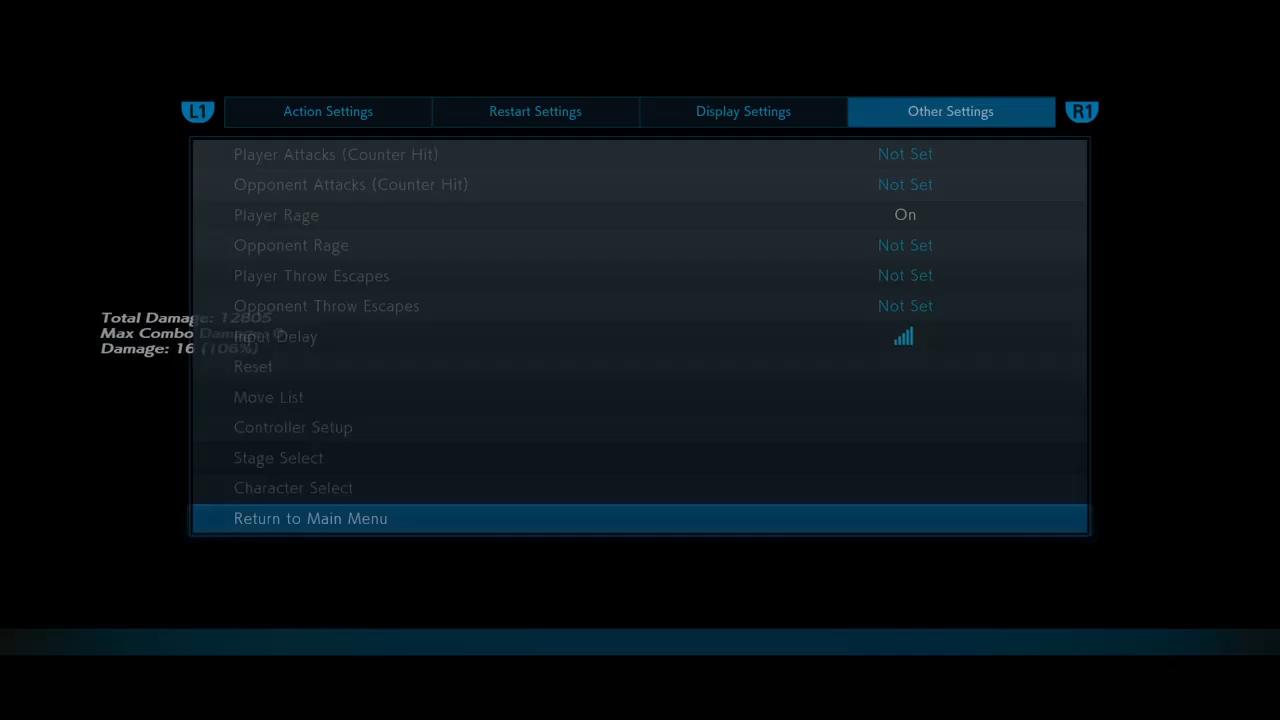 L1 Action Settings Restart Settings Display Settings Other Settings R1
Player Attacks (Counter Hit) Not Set
Opponent Attacks (Counter Hit) Not Set
Player Rage On
Opponent Rage Not Set
Player Throw Escapes Not Set
Opponent Throw Escapes Not Set
Total Damage: 12805
Max Combo Damage: 0
Input Delay
Damage: 16 (106%)
Reset
Move List
Controller Setup
Stage Select
Character Select
Return to Main Menu